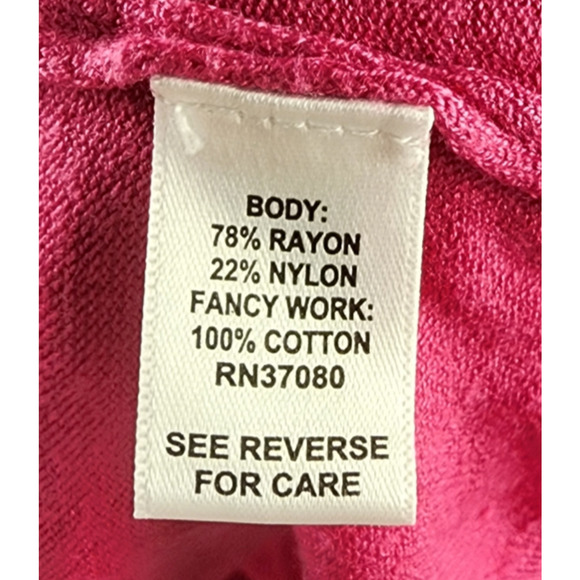 BODY:
78% RAYON
22% NYLON
FANCY WORK:
100% COTTON
RN37080
SEE REVERSE
FOR CARE